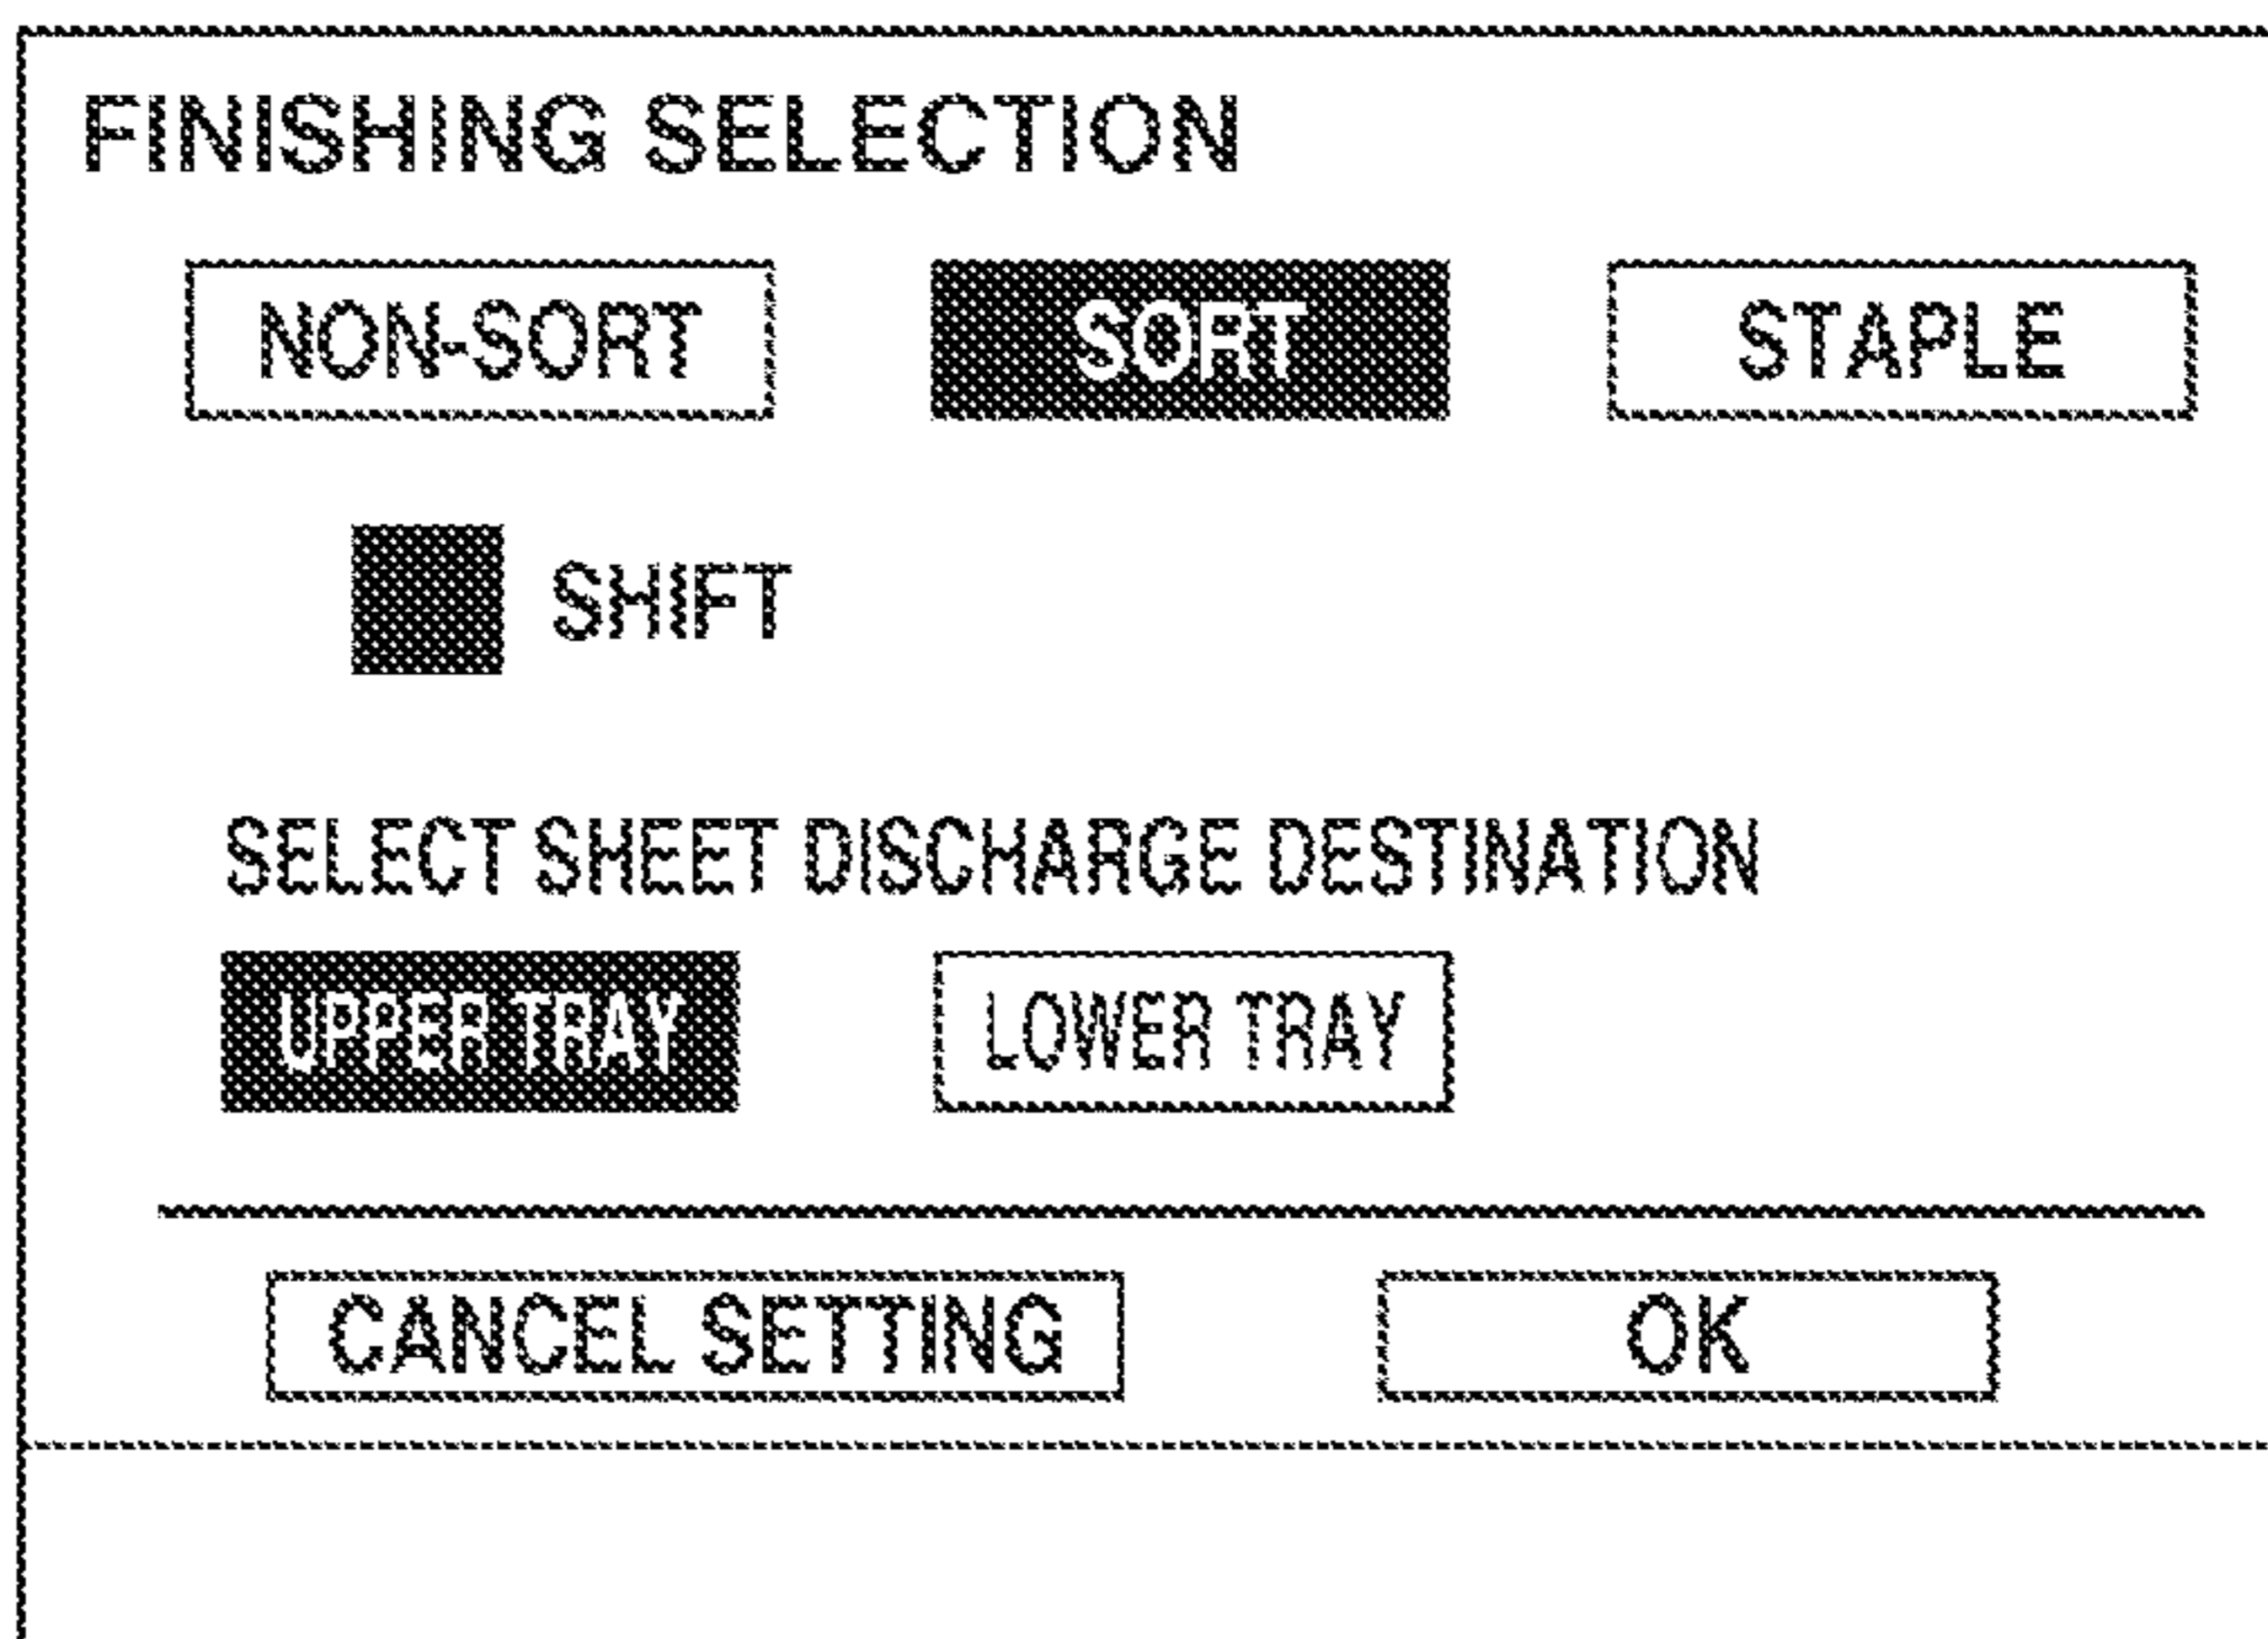 FINISHING SELECTION
NON-SORT SORT STAPLE
SHIFT
SELECT SHEET DISCHARGE DESTINATION
UPPER TRAY LOWER TRAY
CANCEL SETTING OK